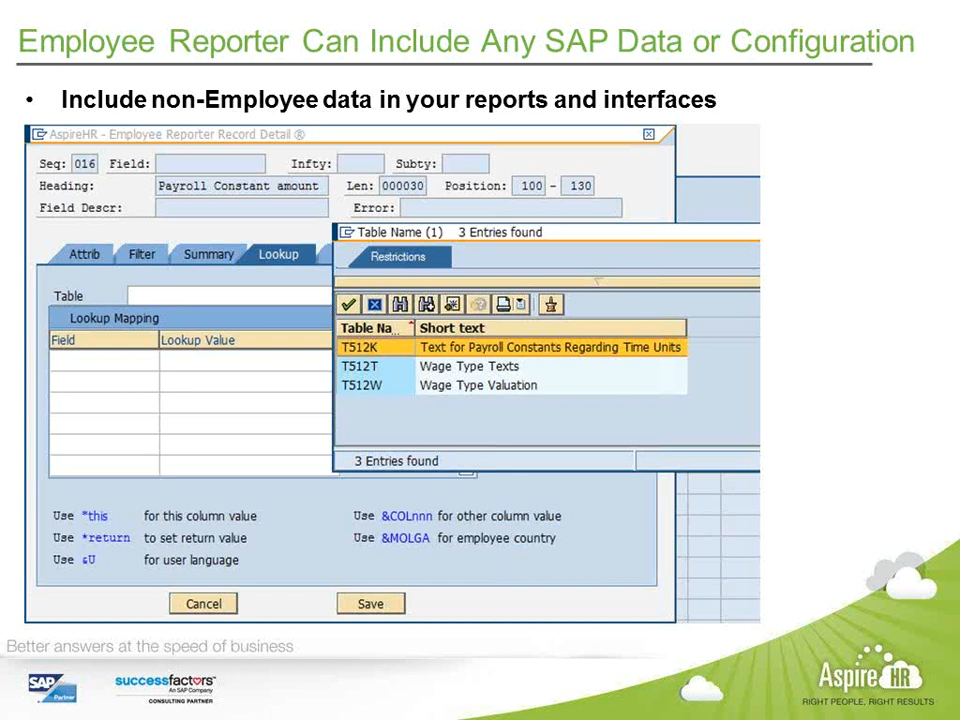 Employee Reporter Can Include Any SAP Data or Configuration
• Include non-Employee data in your reports and interfaces
AspireHR - Employee Reporter Record Detail ®
Seq: 016 Field: Infty: Subty:
Heading: Payroll Constant amount Len: 000030 Position: 100 - 130
Field Descr: Error:
Table Name (1) 3 Entries found
Attrib Filter Summary Lookup
Restrictions
Table
Lookup Mapping
Field Lookup Value
Table Na... Short text
T512K Text for Payroll Constants Regarding Time Units
T512T Wage Type Texts
T512W Wage Type Valuation
3 Entries found
Use *this for this column value Use &COLnnn for other column value
Use *return to set return value Use &MOLGA for employee country
Use &U for user language
Cancel Save
Better answers at the speed of business
SAP Partner
successfactors™
An SAP Company
CONSULTING PARTNER
AspireHR
RIGHT PEOPLE, RIGHT RESULTS